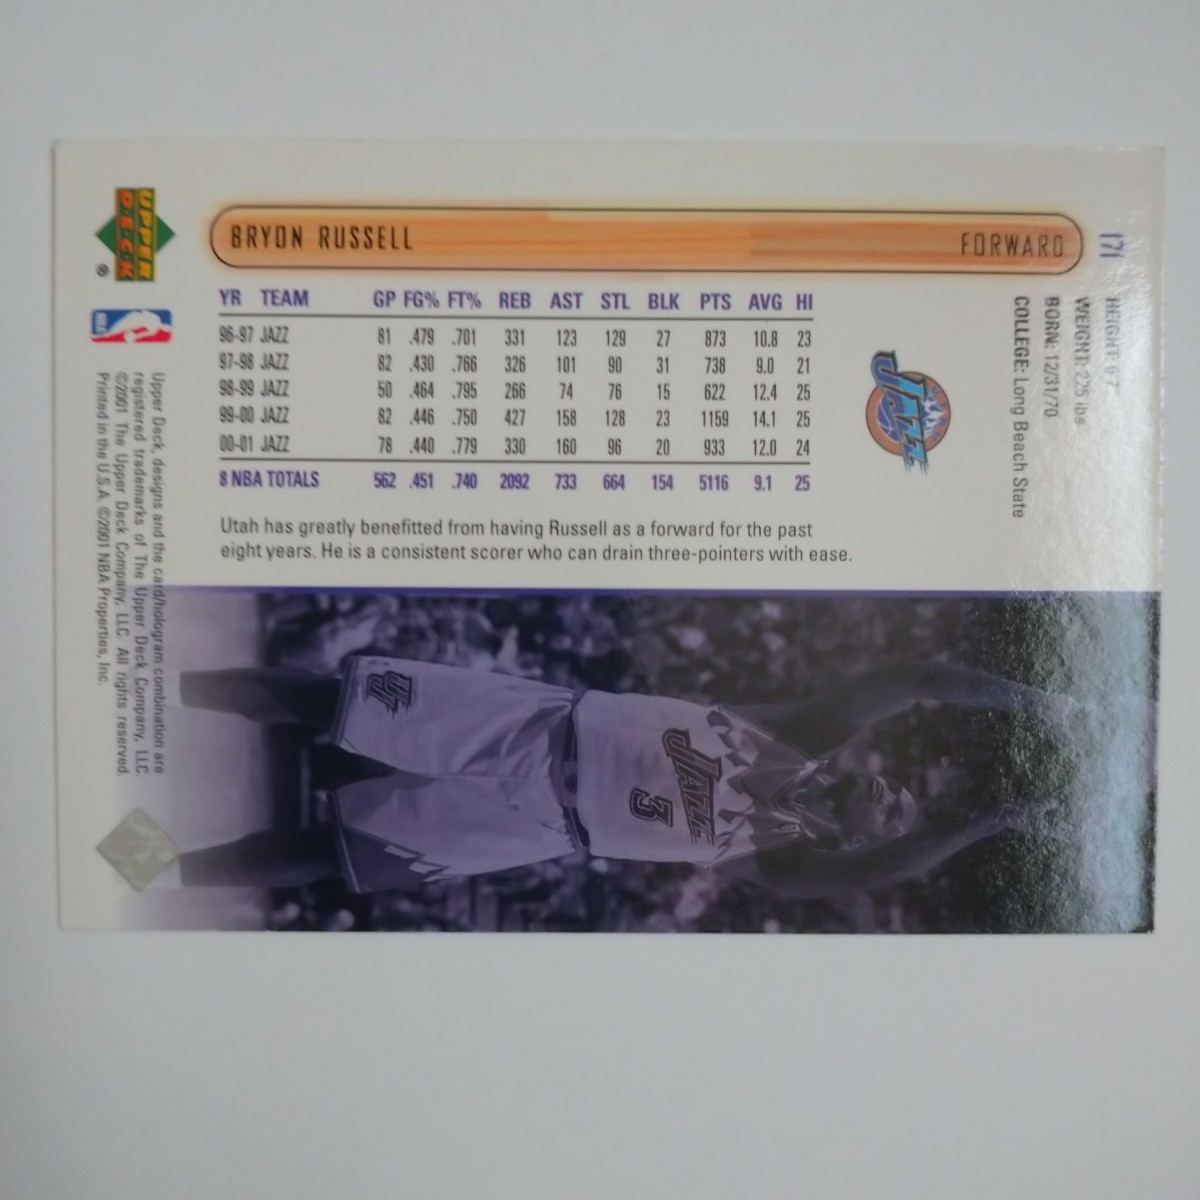 171
HEIGHT: 6'7"
WEIGHT: 225 lbs
BORN: 12/31/70
COLLEGE: Long Beach State
JAZZ
BRYON RUSSELL FORWARD
YR TEAM GP FG% FT% REB AST STL BLK PTS AVG HI
96-97 JAZZ 81 .479 .701 331 123 129 27 873 10.8 23
97-98 JAZZ 82 .430 .766 326 101 90 31 738 9.0 21
98-99 JAZZ 50 .464 .795 266 74 76 15 622 12.4 25
99-00 JAZZ 82 .446 .750 427 158 128 23 1159 14.1 25
00-01 JAZZ 78 .440 .779 330 160 96 20 933 12.0 24
8 NBA TOTALS 562 .451 .740 2092 733 664 154 5116 9.1 25
Utah has greatly benefitted from having Russell as a forward for the past
eight years. He is a consistent scorer who can drain three-pointers with ease.
JAZZ
3
UPPER
DECK
®
NBA
Upper Deck, designs and the card/hologram combination are
registered trademarks of The Upper Deck Company, LLC.
©2001 The Upper Deck Company, LLC. All rights reserved.
Printed in the U.S.A. ©2001 NBA Properties, Inc.